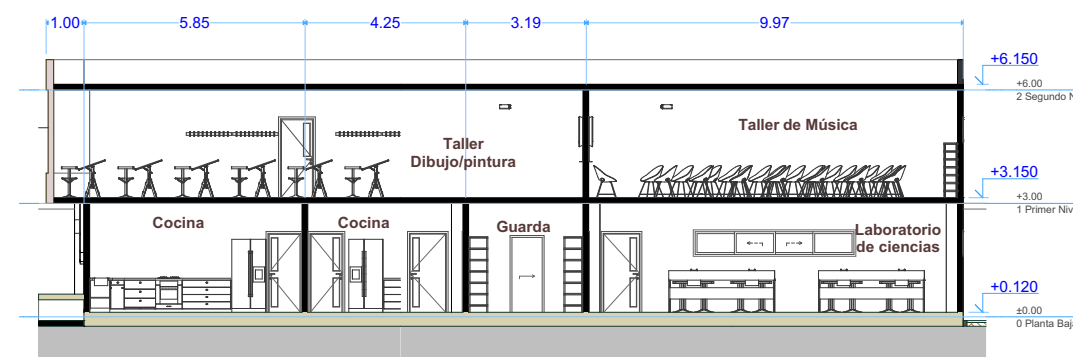 1.00 5.85 4.25 3.19 9.97
+6.150
+6.00
2 Segundo N
Taller de Música
Taller
Dibujo/pintura
+3.150
+3.00
1 Primer Niv
Cocina Cocina Guarda Laboratorio
de ciencias
+0.120
±0.00
0 Planta Baj